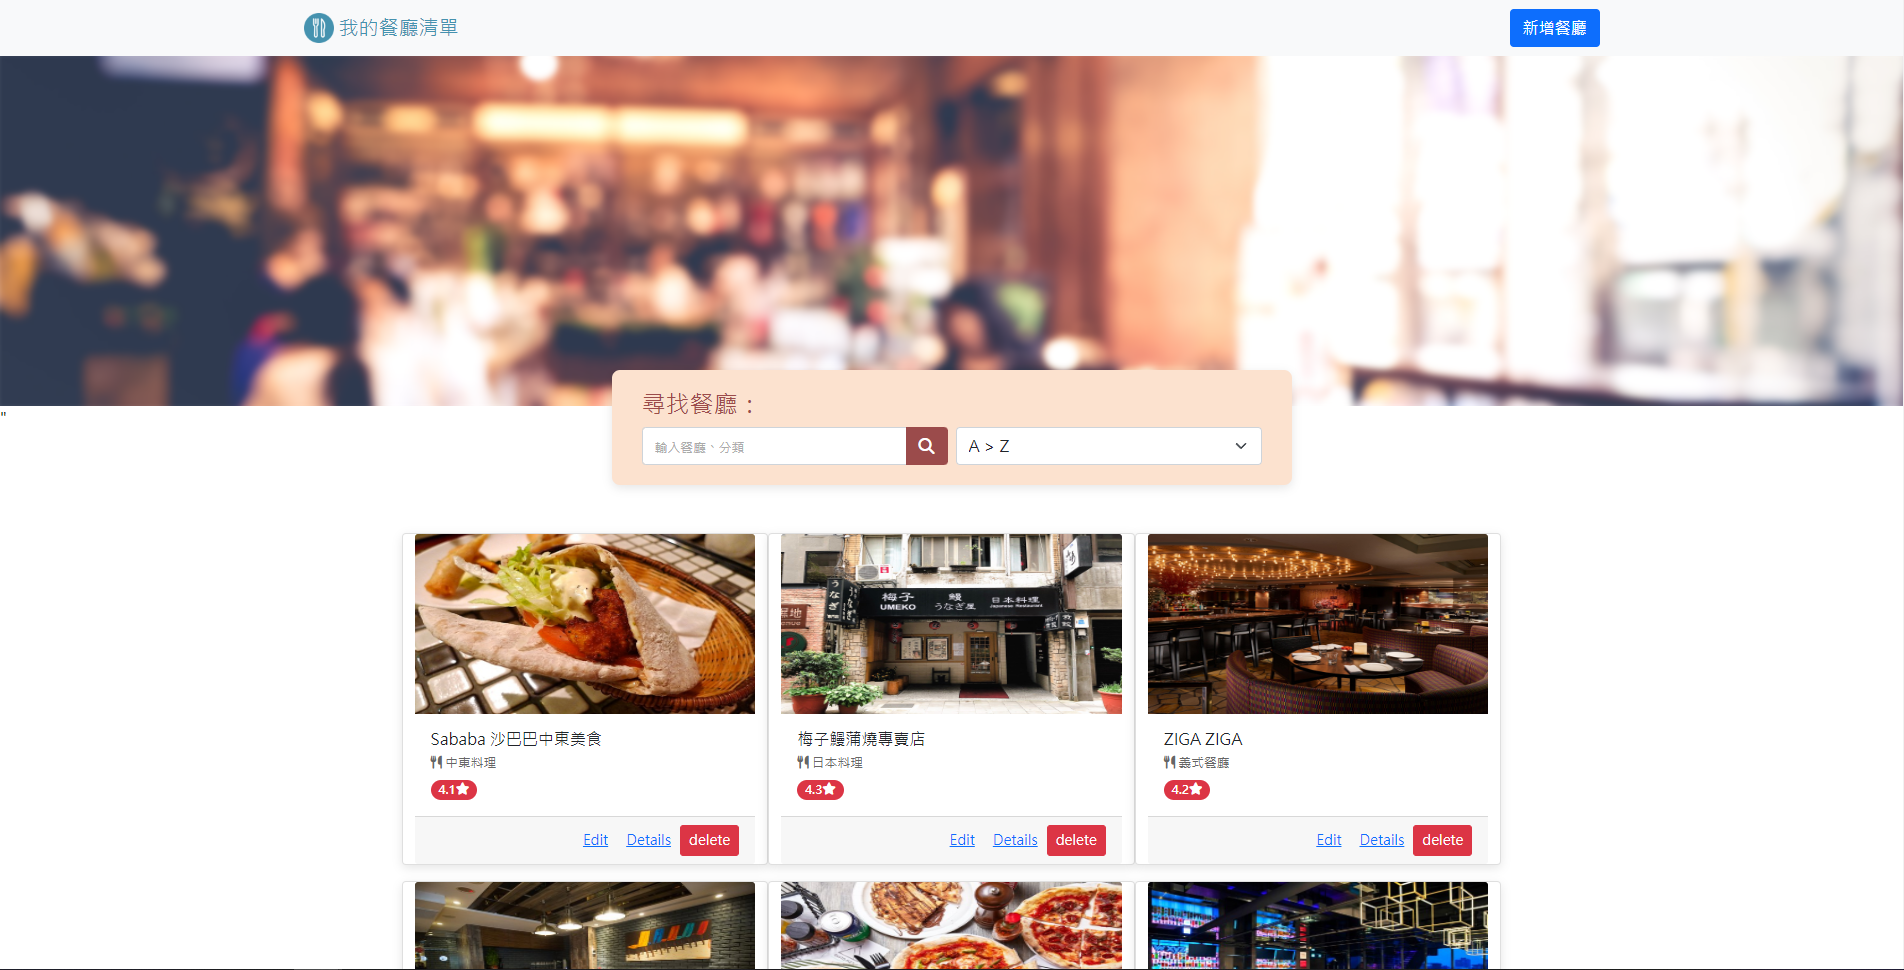 我的餐廳清單
新增餐廳
"
尋找餐廳：
輸入餐廳、分類
A > Z
うなぎ
梅子
UMEKO
鰻
うなぎ屋
日本料理
Japanese Restaurant
Sababa 沙巴巴中東美食
中東料理
4.1
Edit Details delete
梅子鰻蒲燒專賣店
日本料理
4.3
Edit Details delete
ZIGA ZIGA
義式餐廳
4.2
Edit Details delete